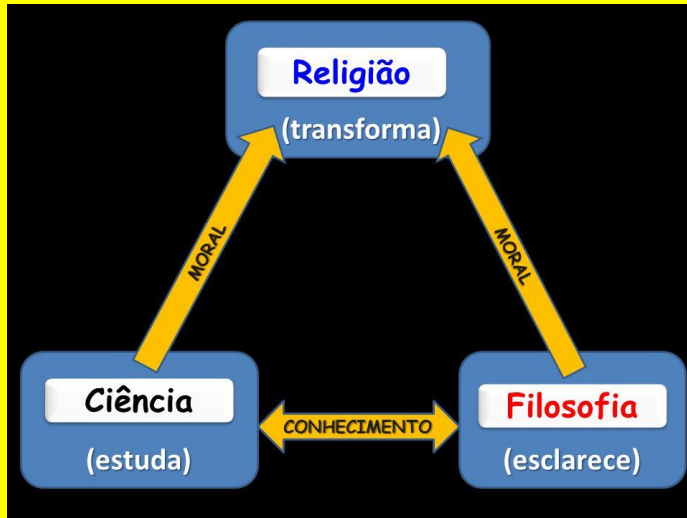 Religião
(transforma)
MORAL
MORAL
Ciência
(estuda)
CONHECIMENTO
Filosofia
(esclarece)